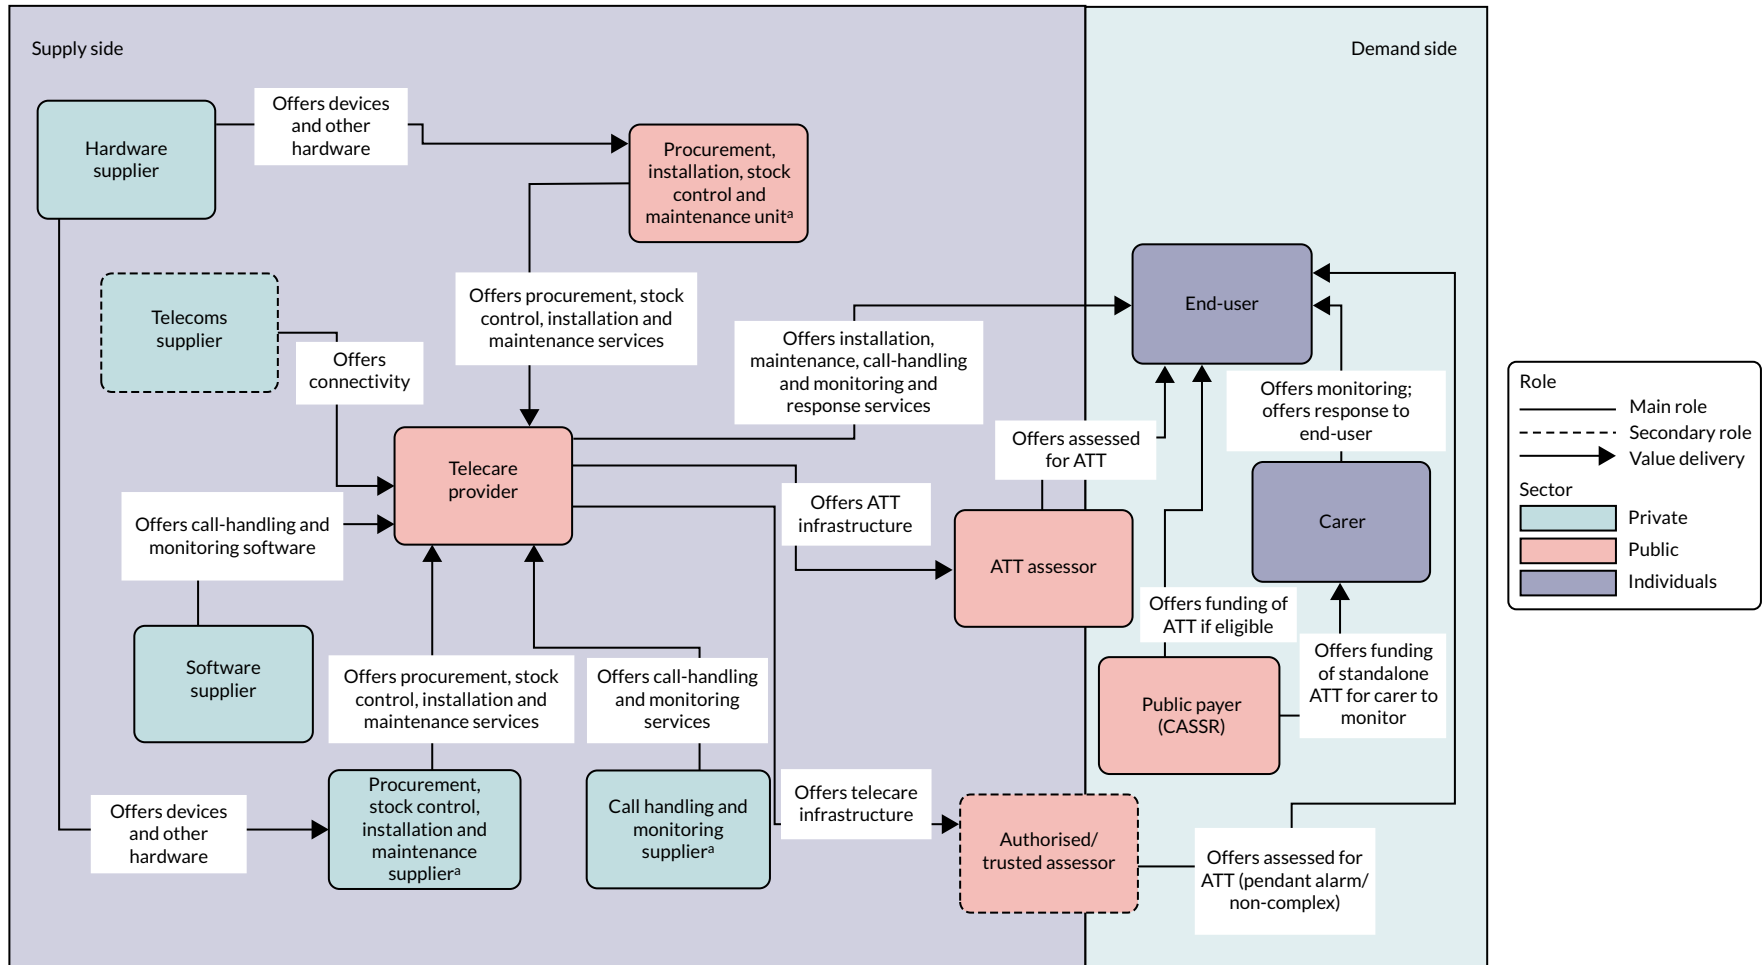 Supply side
Demand side
Hardware
supplier
Offers devices
and other
hardware
Procurement,
installation, stock
control and
maintenance unitᵃ
Telecoms
supplier
Offers
connectivity
Offers procurement, stock
control, installation and
maintenance services
Offers installation,
maintenance, call-handling
and monitoring and
response services
End-user
Offers monitoring;
offers response to
end-user
Offers assessed
for ATT
Telecare
provider
Offers ATT
infrastructure
Carer
Offers call-handling and
monitoring software
ATT assessor
Offers funding of
ATT if eligible
Offers funding
of standalone
ATT for carer to
monitor
Software
supplier
Offers procurement, stock
control, installation and
maintenance services
Offers call-handling
and monitoring
services
Public payer
(CASSR)
Offers devices
and other
hardware
Procurement,
stock control,
installation and
maintenance
supplierᵃ
Call handling and
monitoring
supplierᵃ
Offers telecare
infrastructure
Authorised/
trusted assessor
Offers assessed for
ATT (pendant alarm/
non-complex)
Role
Main role
Secondary role
Value delivery
Sector
Private
Public
Individuals